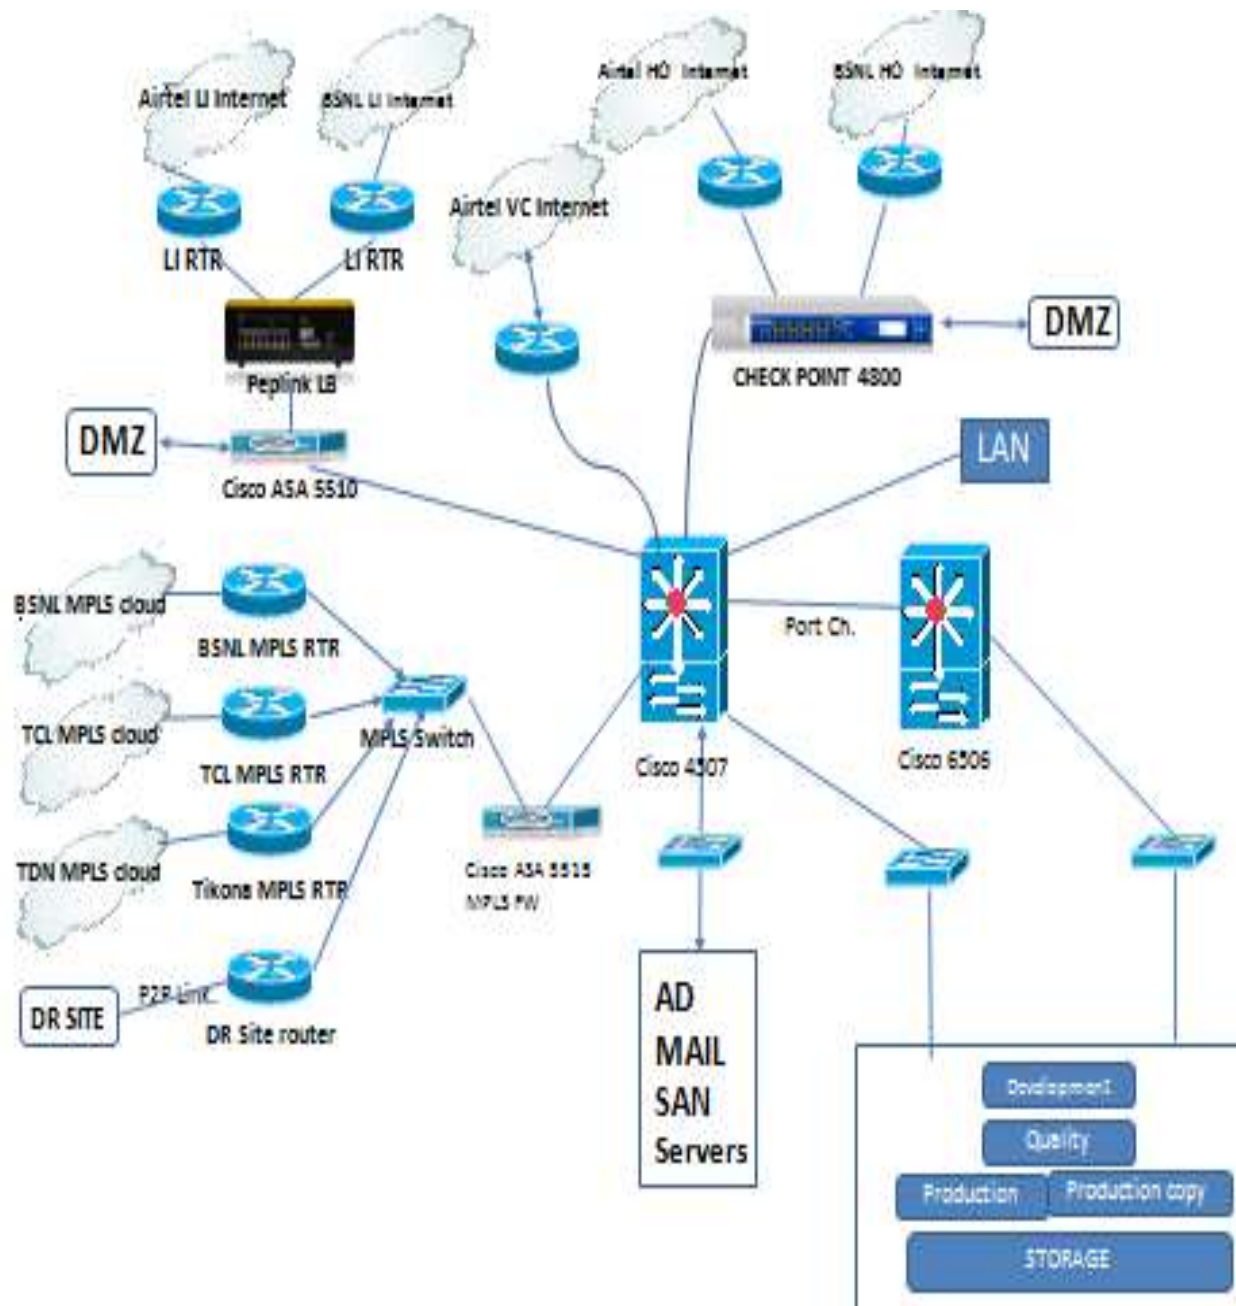 Airtel LI Internet
BSNL LI Internet
Airtel HO Internet
BSNL HO Internet
Airtel VC Internet
LI RTR
LI RTR
Peplink LB
CHECK POINT 4800
DMZ
DMZ
Cisco ASA 5510
LAN
BSNL MPLS cloud
BSNL MPLS RTR
Port Ch.
TCL MPLS cloud
TCL MPLS RTR
MPLS Switch
Cisco 4507
Cisco 6506
TDN MPLS cloud
Tikona MPLS RTR
Cisco ASA 5515
MPLS FW
DR SITE
P2P Link
DR Site router
AD
MAIL
SAN
Servers
Development
Quality
Production
Production copy
STORAGE